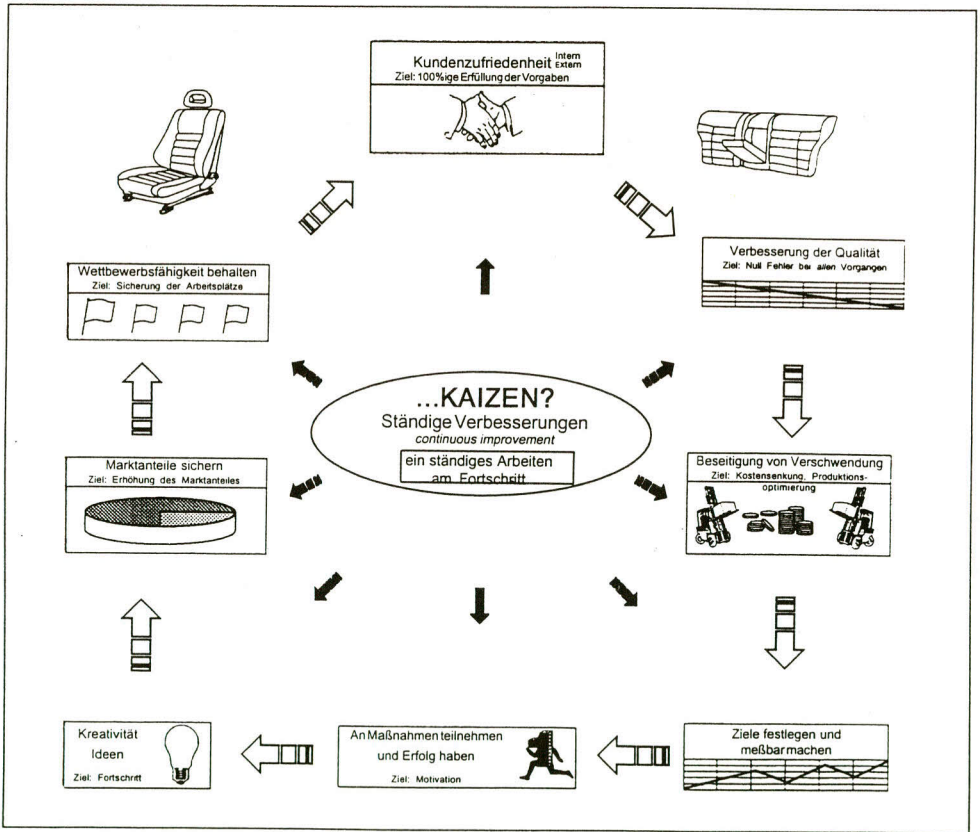 Kundenzufriedenheit Intern Extern
Ziel: 100%ige Erfüllung der Vorgaben
Verbesserung der Qualität
Ziel: Null Fehler bei allen Vorgangen
Wettbewerbsfähigkeit behalten
Ziel: Sicherung der Arbeitsplätze
...KAIZEN?
Ständige Verbesserungen
continuous improvement
ein ständiges Arbeiten
am Fortschritt
Marktanteile sichern
Ziel: Erhöhung des Marktanteiles
Beseitigung von Verschwendung
Ziel: Kostensenkung, Produktions-
optimierung
Kreativität
Ideen
Ziel: Fortschritt
An Maßnahmen teilnehmen
und Erfolg haben
Ziel: Motivation
Ziele festlegen und
meßbar machen